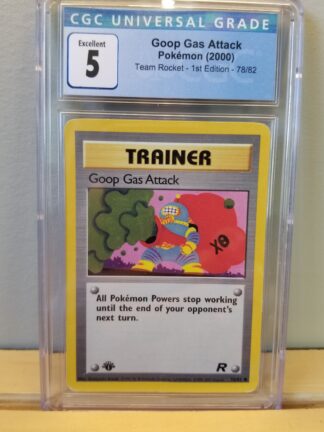 CGC UNIVERSAL GRADE
Excellent
5
Goop Gas Attack
Pokémon (2000)
Team Rocket - 1st Edition - 78/82
TRAINER
Goop Gas Attack
All Pokémon Powers stop working
until the end of your opponent's
next turn.
1
R